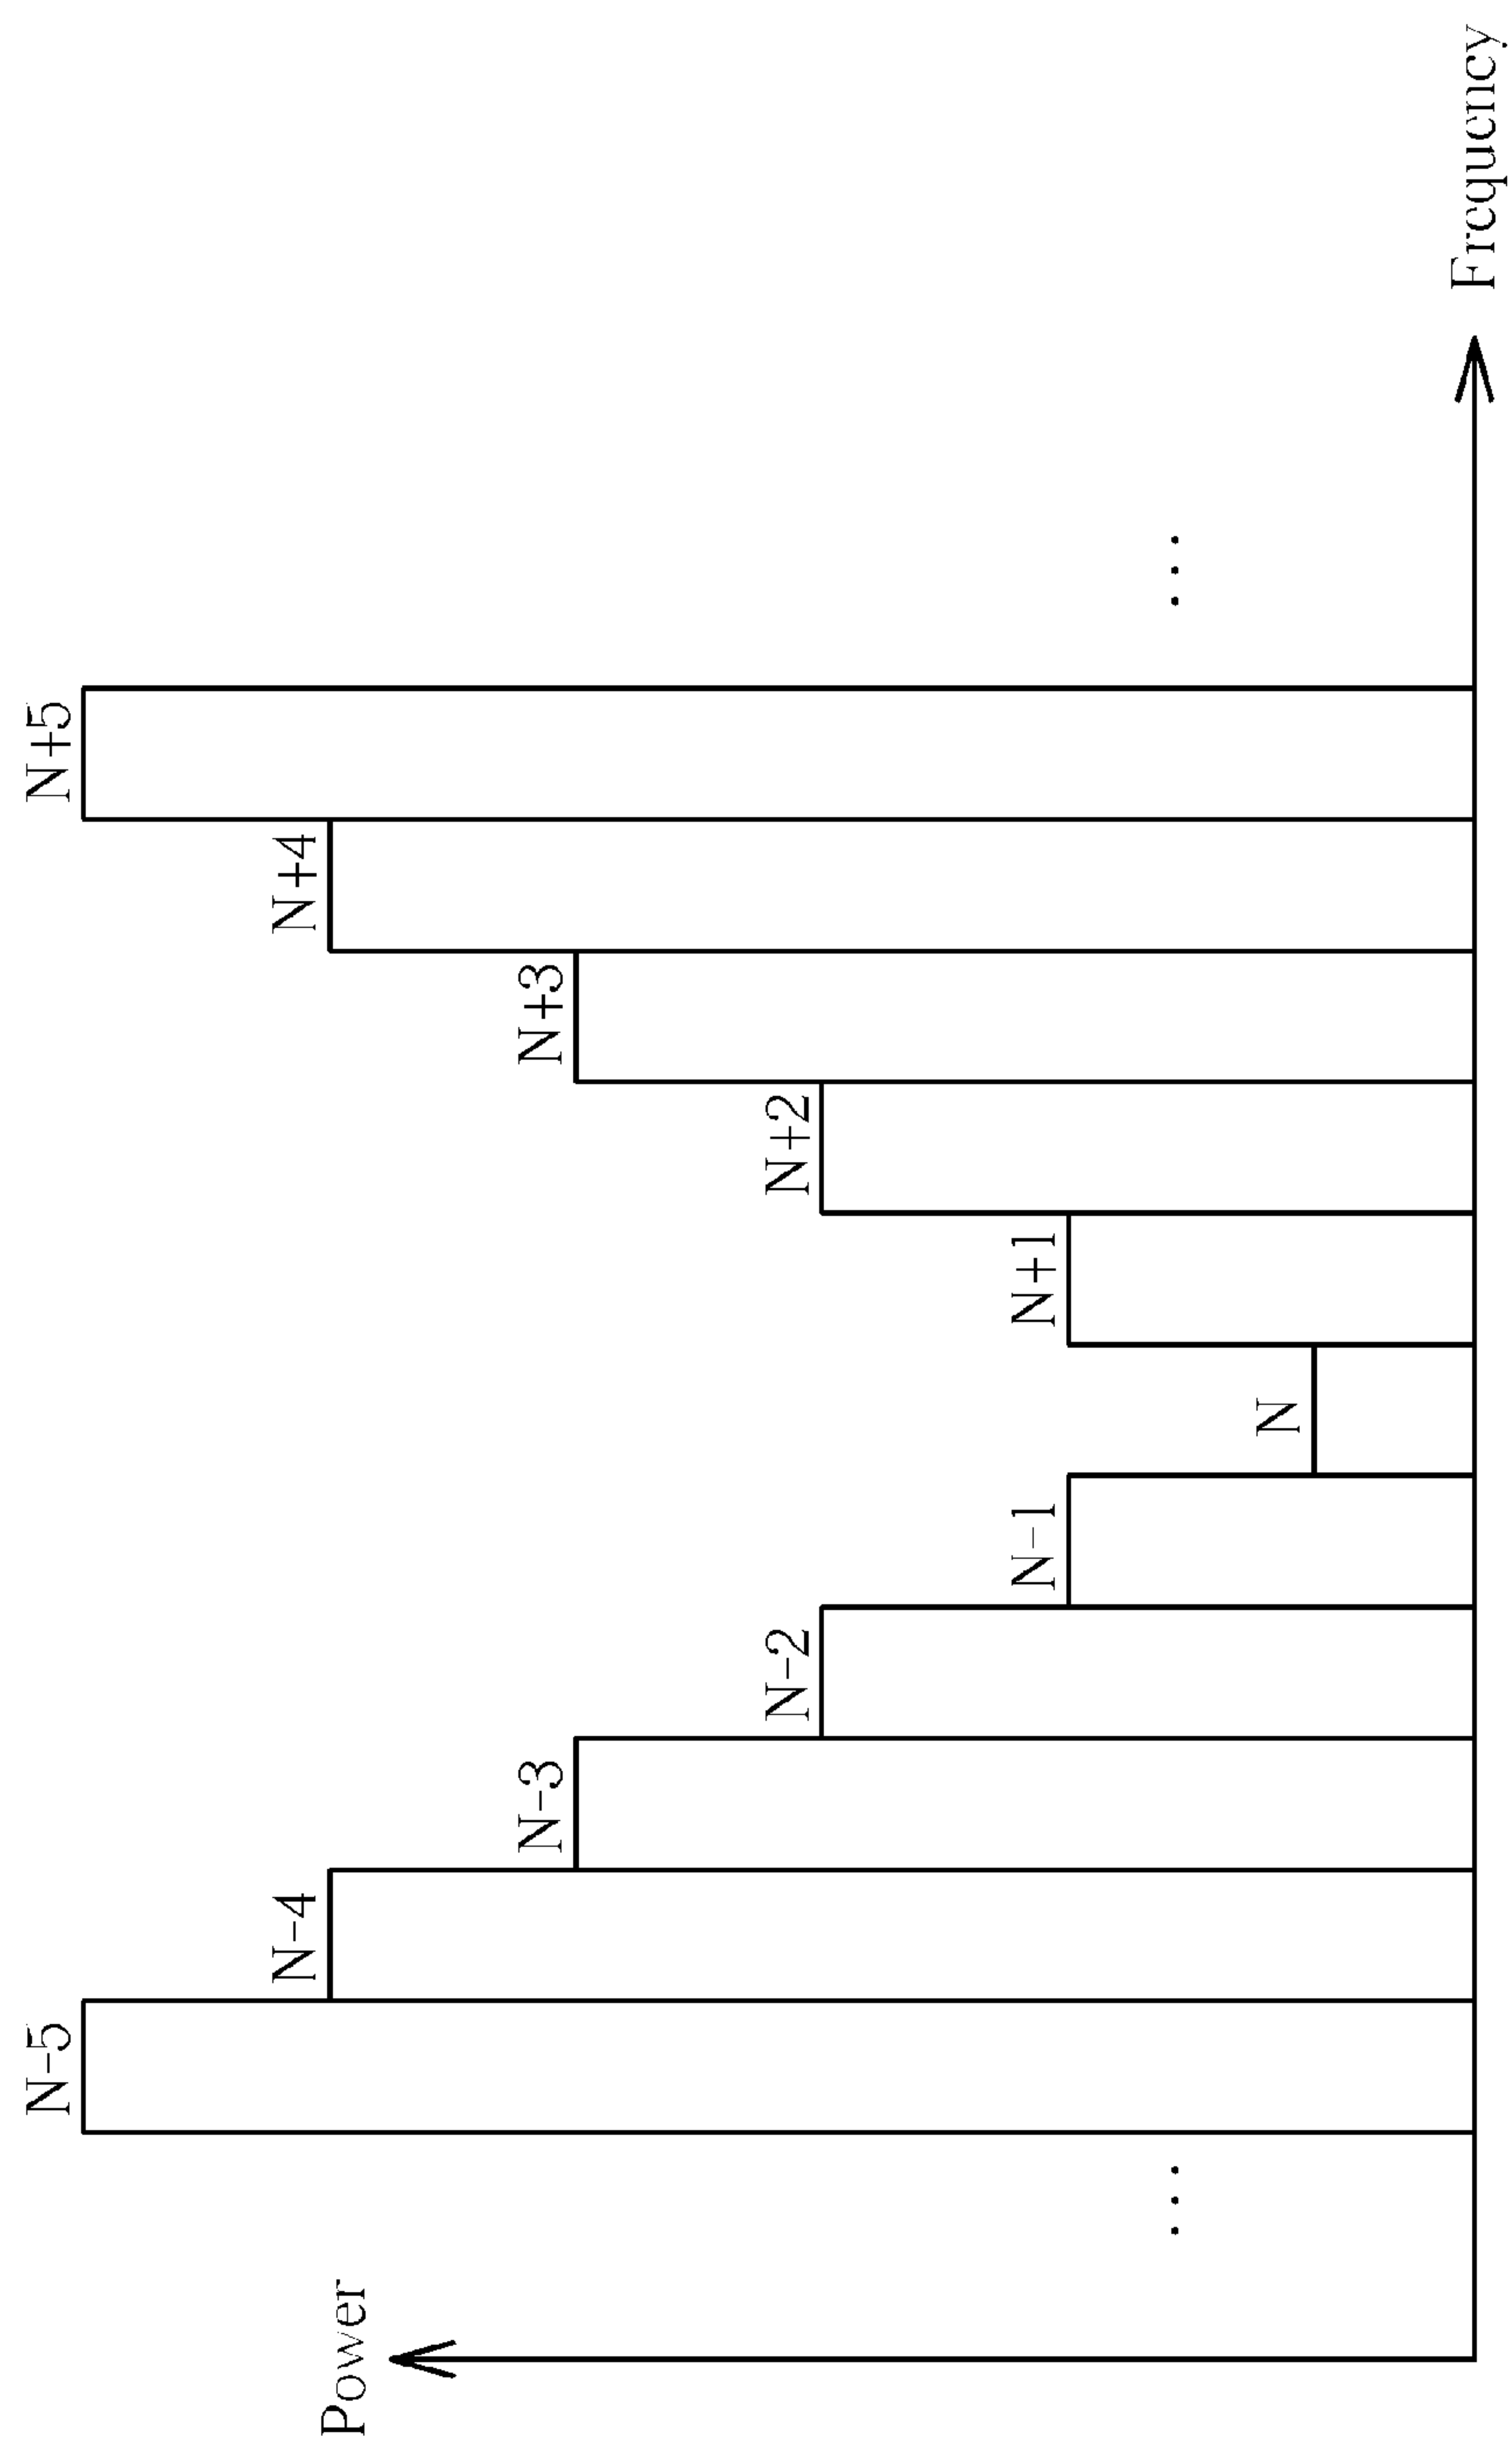 Power
...
N-5
N-4
N-3
N-2
N-1
N
N+1
N+2
N+3
N+4
N+5
...
Frequency